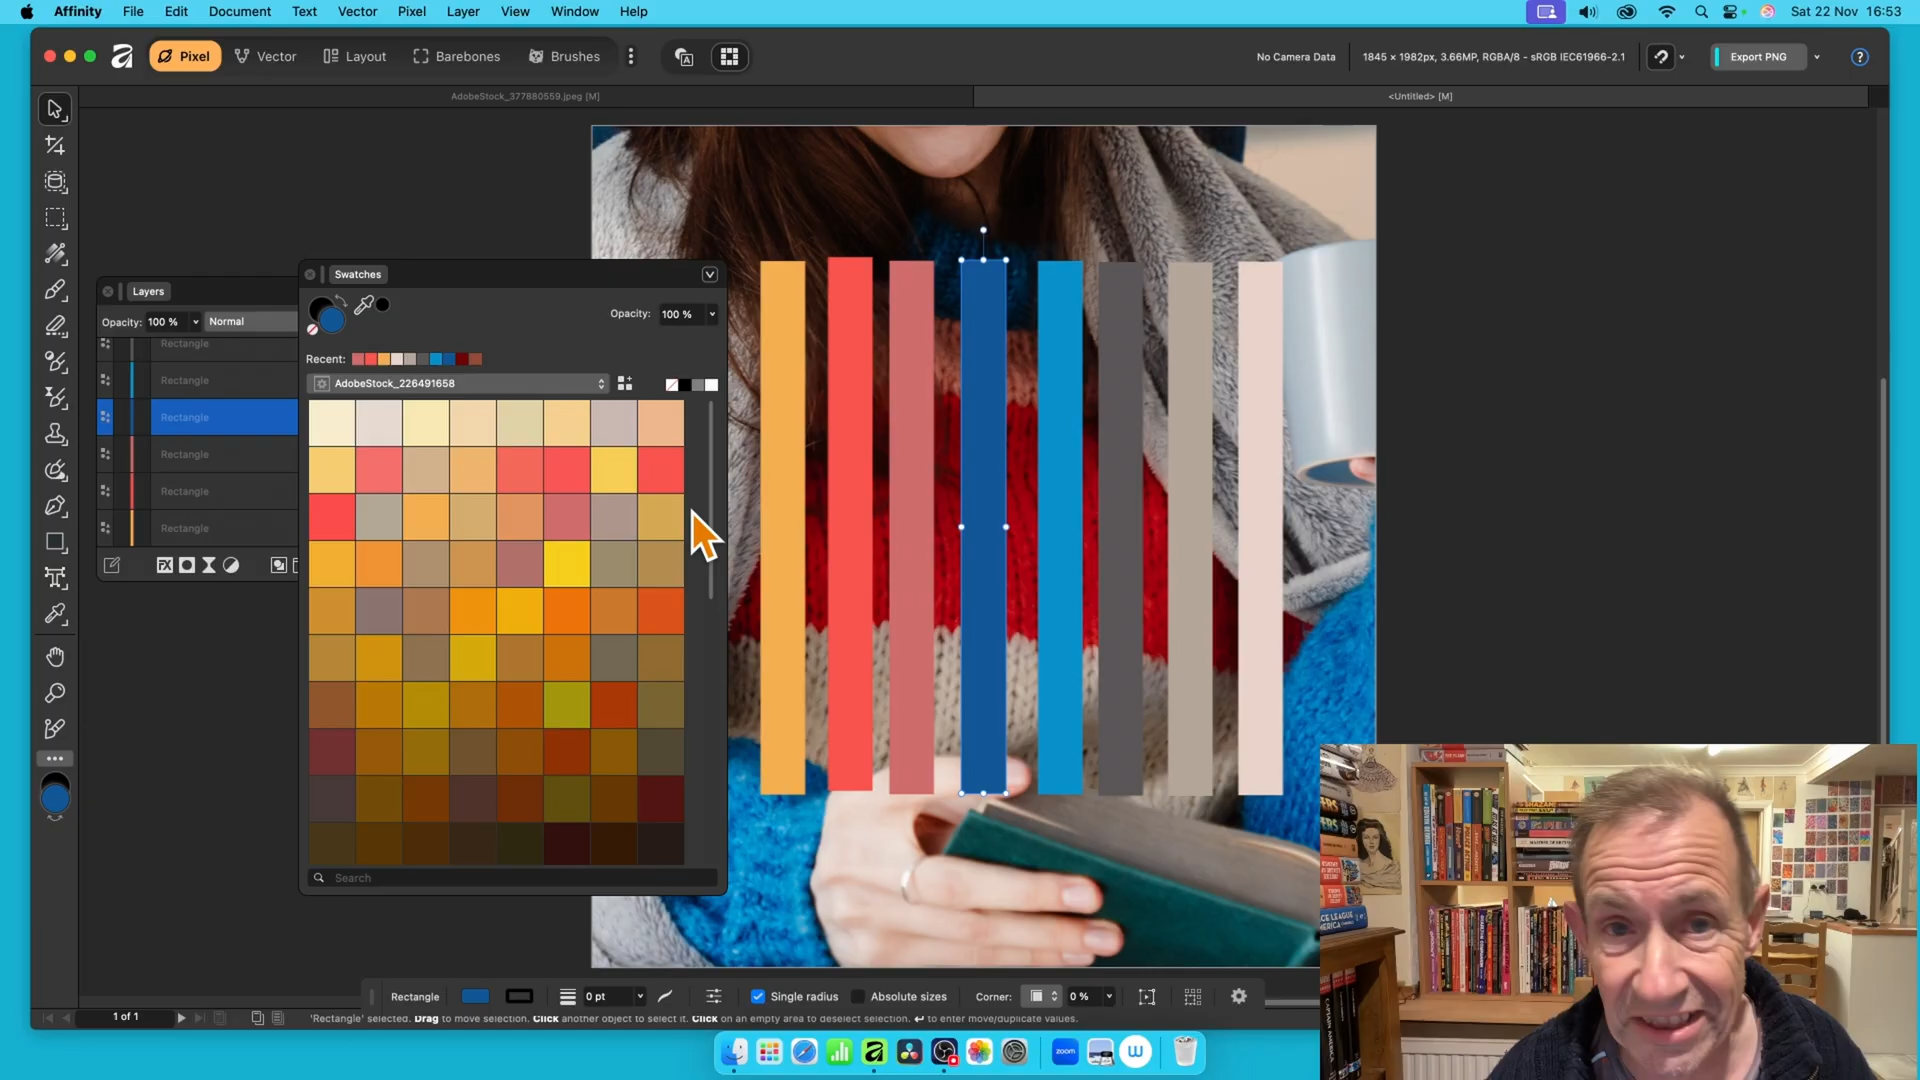 Affinity File Edit Document Text Vector Pixel Layer View Window Help Sat 22 Nov 16:53
Pixel Vector Layout Barebones Brushes No Camera Data 1845 × 1982px, 3.66MP, RGBA/8 - sRGB IEC61966-2.1 Export PNG ?
AdobeStock_377880559.jpeg [M] <Untitled> [M]
Swatches
Layers
Opacity: 100 % Normal
Opacity: 100 %
Rectangle
Recent:
Rectangle
AdobeStock_226491658
Rectangle
Rectangle
Rectangle
Rectangle
Search
Rectangle 0 pt Single radius Absolute sizes Corner: 0 %
1 of 1 'Rectangle' selected. Drag to move selection. Click another object to select it. Click on an empty area to deselect selection. ↵ to enter move/duplicate values.
zoom